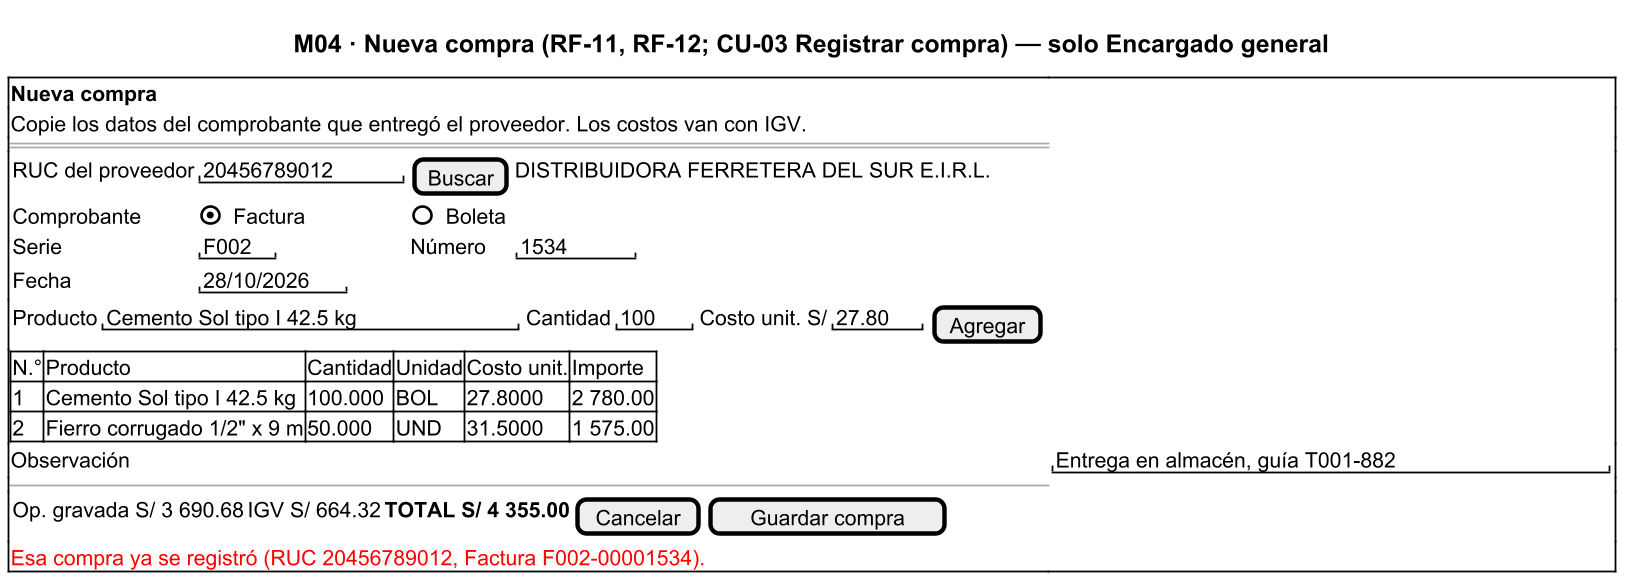 M04 · Nueva compra (RF-11, RF-12; CU-03 Registrar compra) — solo Encargado general
Nueva compra
Copie los datos del comprobante que entregó el proveedor. Los costos van con IGV.
RUC del proveedor 20456789012 Buscar DISTRIBUIDORA FERRETERA DEL SUR E.I.R.L.
Comprobante Factura Boleta
Serie F002 Número 1534
Fecha 28/10/2026
Producto Cemento Sol tipo I 42.5 kg Cantidad 100 Costo unit. S/ 27.80 Agregar
N.° Producto Cantidad Unidad Costo unit. Importe
1 Cemento Sol tipo I 42.5 kg 100.000 BOL 27.8000 2 780.00
2 Fierro corrugado 1/2" x 9 m 50.000 UND 31.5000 1 575.00
Observación Entrega en almacén, guía T001-882
Op. gravada S/ 3 690.68 IGV S/ 664.32 TOTAL S/ 4 355.00 Cancelar Guardar compra
Esa compra ya se registró (RUC 20456789012, Factura F002-00001534).